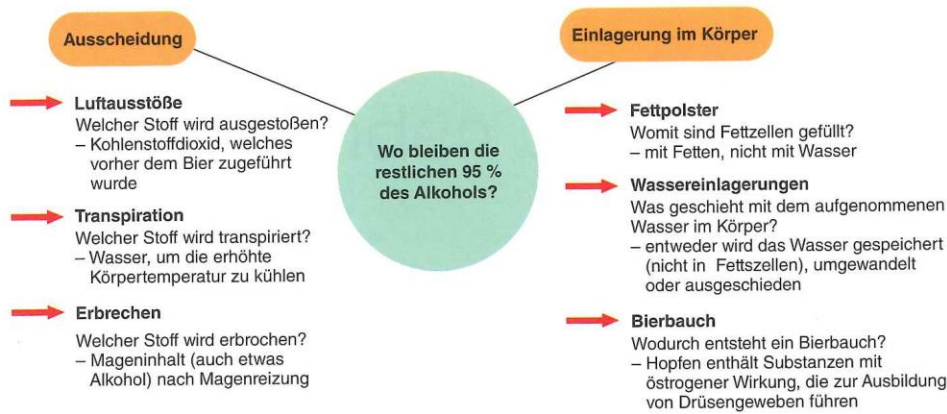 Ausscheidung
Luftausstöße
Welcher Stoff wird ausgestoßen?
– Kohlenstoffdioxid, welches
vorher dem Bier zugeführt
wurde
Transpiration
Welcher Stoff wird transpiriert?
– Wasser, um die erhöhte
Körpertemperatur zu kühlen
Erbrechen
Welcher Stoff wird erbrochen?
– Mageninhalt (auch etwas
Alkohol) nach Magenreizung
Wo bleiben die
restlichen 95 %
des Alkohols?
Einlagerung im Körper
Fettpolster
Womit sind Fettzellen gefüllt?
– mit Fetten, nicht mit Wasser
Wassereinlagerungen
Was geschieht mit dem aufgenommenen
Wasser im Körper?
– entweder wird das Wasser gespeichert
(nicht in Fettszellen), umgewandelt
oder ausgeschieden
Bierbauch
Wodurch entsteht ein Bierbauch?
– Hopfen enthält Substanzen mit
östrogener Wirkung, die zur Ausbildung
von Drüsengeweben führen